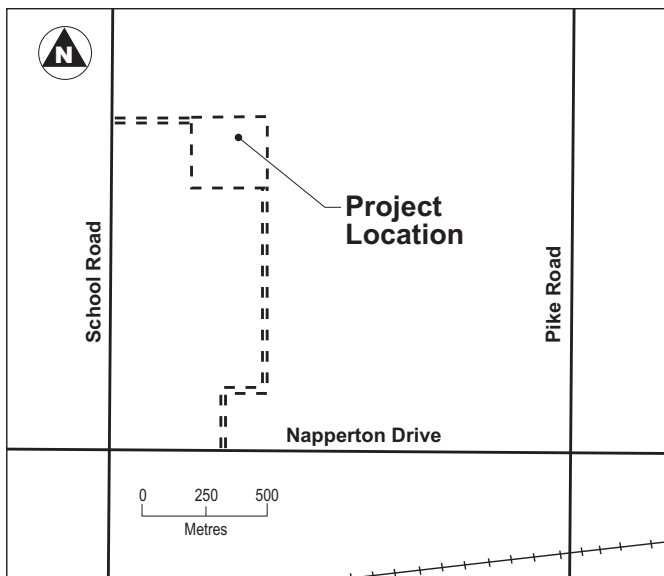 N
Project
Location
School Road
Pike Road
Napperton Drive
0 250 500
Metres